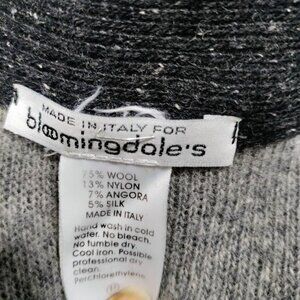 MADE IN ITALY FOR
bloomingdale's
75% WOOL
13% NYLON
7% ANGORA
5% SILK
MADE IN ITALY
Hand wash in cold
water. No bleach.
No tumble dry.
Cool iron. Possible
professional dry
clean.
Perchlorethylene